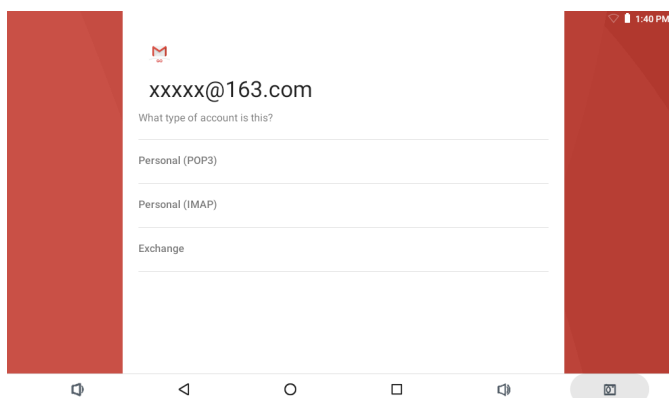 1:40 PM
xxxxx@163.com
What type of account is this?
Personal (POP3)
Personal (IMAP)
Exchange